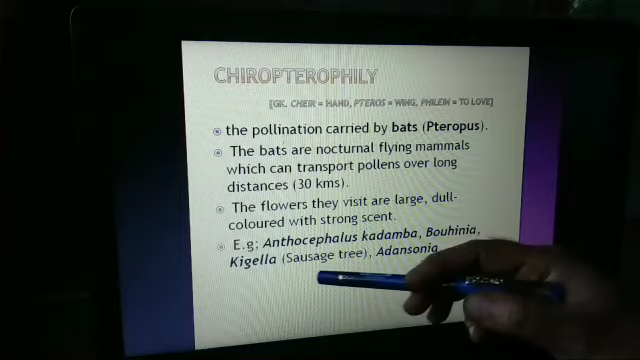 CHIROPTEROPHILY
[GK. CHEIR = HAND, PTEROS = WING, PHILEIN = TO LOVE]
the pollination carried by bats (Pteropus).
The bats are nocturnal flying mammals
which can transport pollens over long
distances (30 kms).
The flowers they visit are large, dull-
coloured with strong scent.
E.g; Anthocephalus kadamba, Bouhinia,
Kigella (Sausage tree), Adansonia